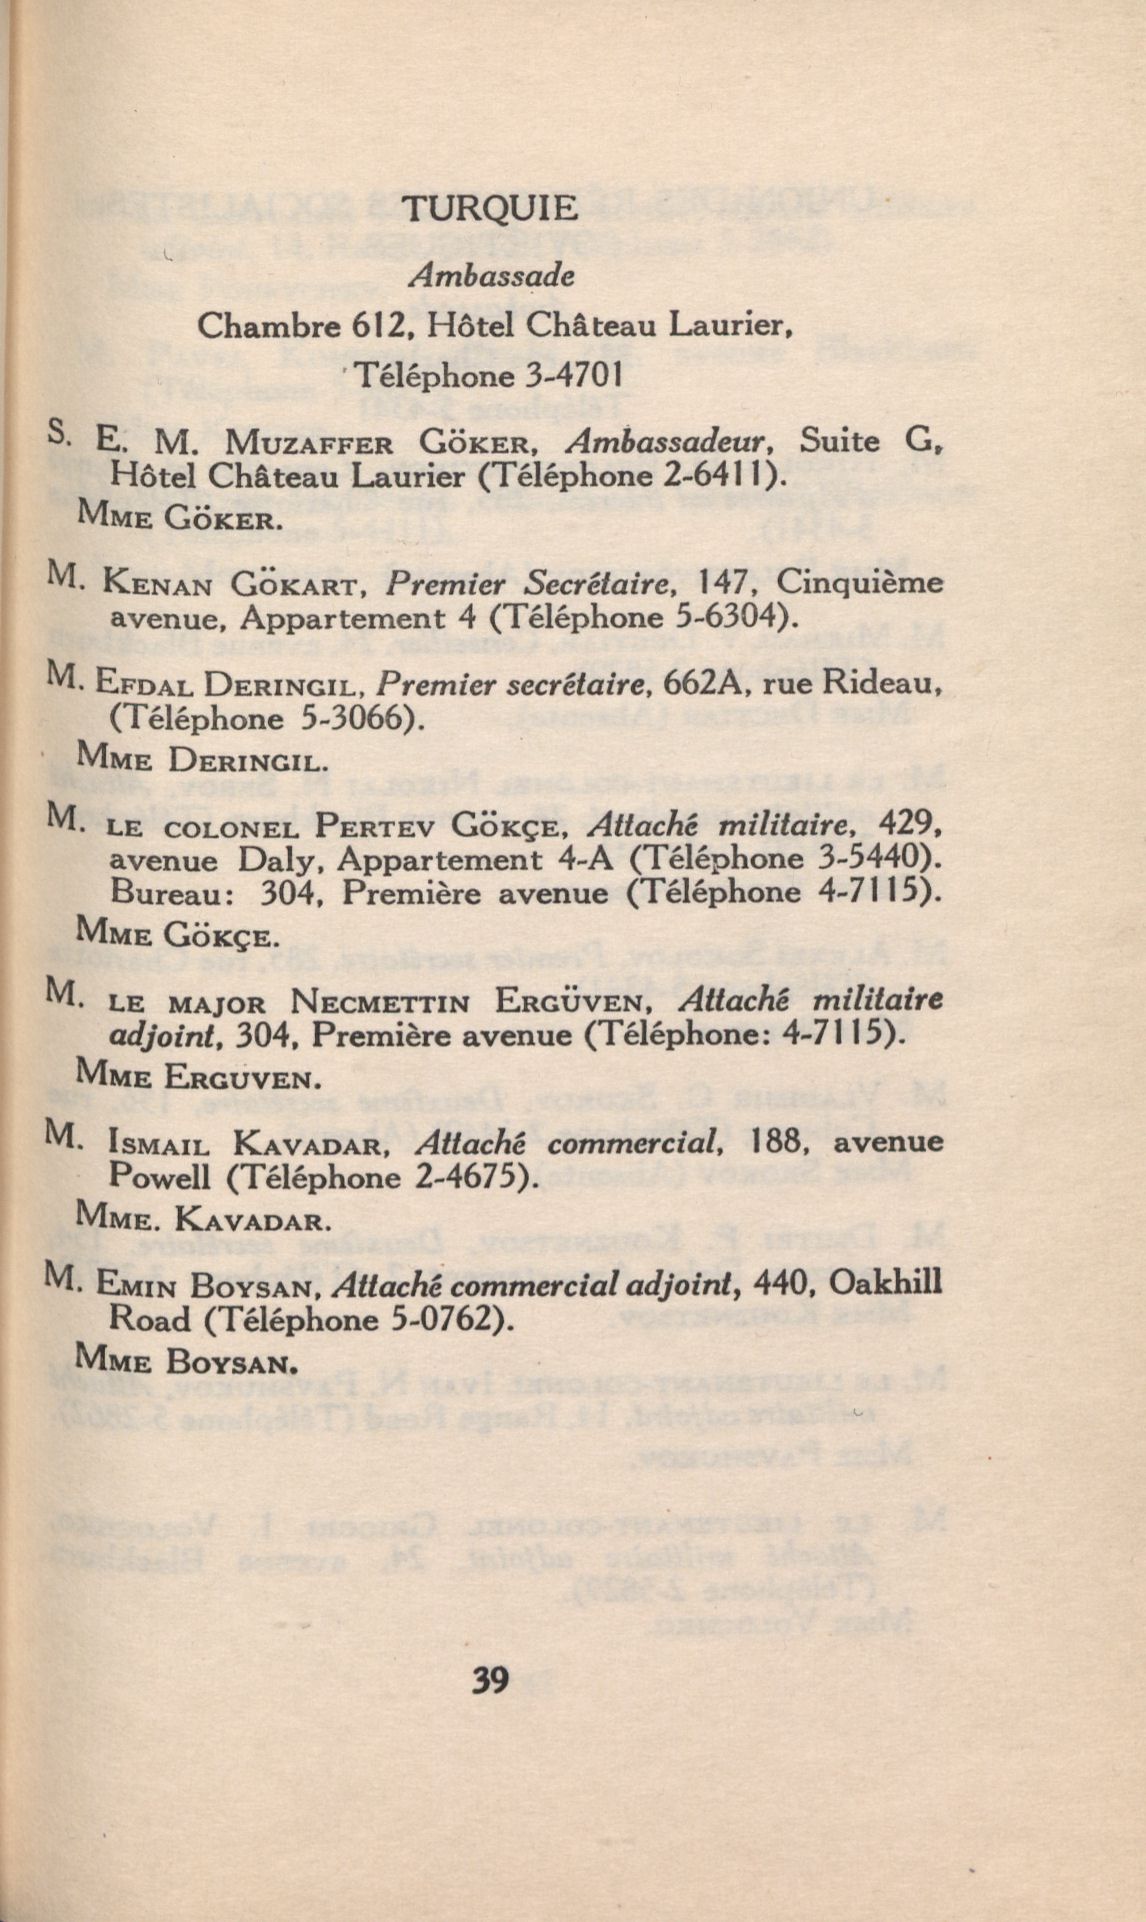 TURQUIE
Ambassade
Chambre 612, Hôtel Château Laurier,
Téléphone 3-4701
S. E. M. MUZAFFER GÖKER, Ambassadeur, Suite G,
Hôtel Château Laurier (Téléphone 2-6411).
MME GÖKER.
M. KENAN GÖKART, Premier Secrétaire, 147, Cinquième
avenue, Appartement 4 (Téléphone 5-6304).
M. EFDAL DERINGIL, Premier secrétaire, 662A, rue Rideau,
(Téléphone 5-3066).
MME DERINGIL.
M. LE COLONEL PERTEV GÖKÇE, Attaché militaire, 429,
avenue Daly, Appartement 4-A (Téléphone 3-5440).
Bureau: 304, Première avenue (Téléphone 4-7115).
MME GÖKÇE.
M. LE MAJOR NECMETTIN ERGÜVEN, Attaché militaire
adjoint, 304, Première avenue (Téléphone: 4-7115).
MME ERGUVEN.
M. ISMAIL KAVADAR, Attaché commercial, 188, avenue
Powell (Téléphone 2-4675).
MME. KAVADAR.
M. EMIN BOYSAN, Attaché commercial adjoint, 440, Oakhill
Road (Téléphone 5-0762).
MME BOYSAN.
39